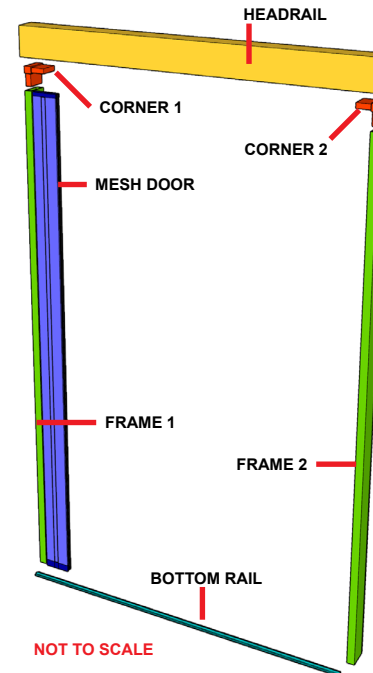 HEADRAIL
CORNER 1
CORNER 2
MESH DOOR
FRAME 1
FRAME 2
BOTTOM RAIL
NOT TO SCALE